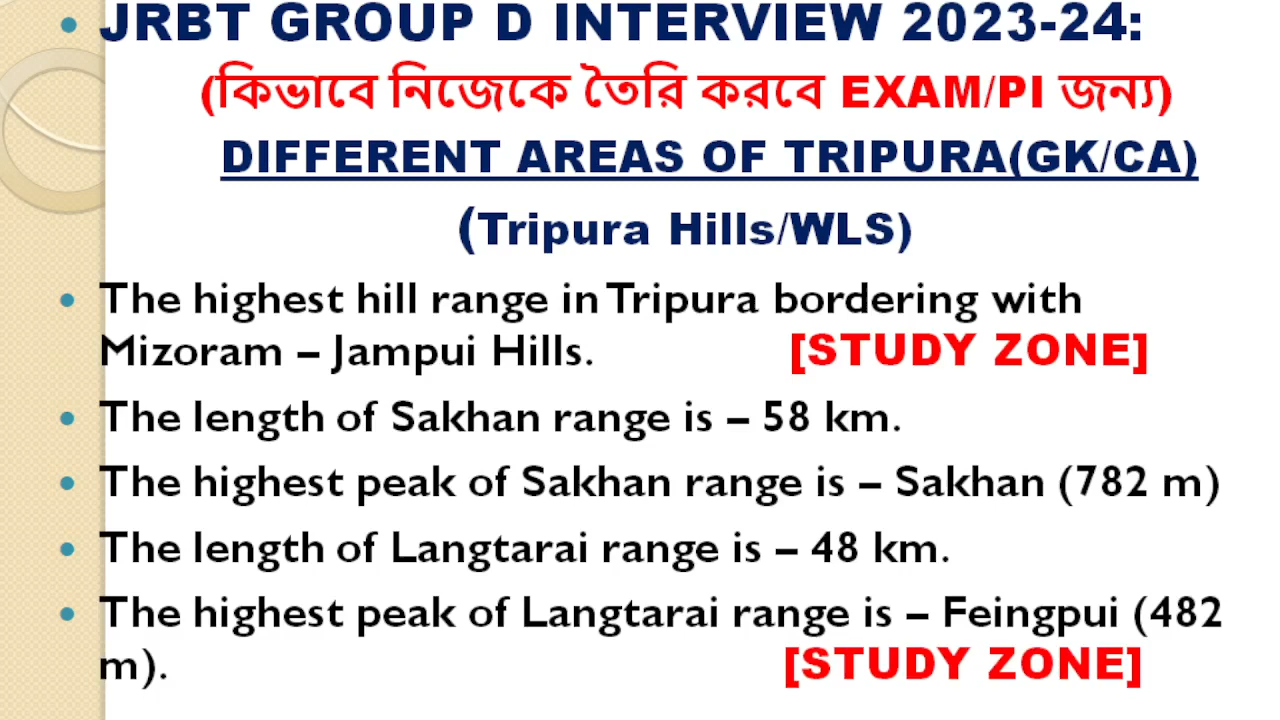 • JRBT GROUP D INTERVIEW 2023-24:
(কিভাবে নিজেকে তৈরি করবে EXAM/PI জন্য)
DIFFERENT AREAS OF TRIPURA(GK/CA)
(Tripura Hills/WLS)
• The highest hill range in Tripura bordering with
Mizoram – Jampui Hills. [STUDY ZONE]
• The length of Sakhan range is – 58 km.
• The highest peak of Sakhan range is – Sakhan (782 m)
• The length of Langtarai range is – 48 km.
• The highest peak of Langtarai range is – Feingpui (482
m). [STUDY ZONE]